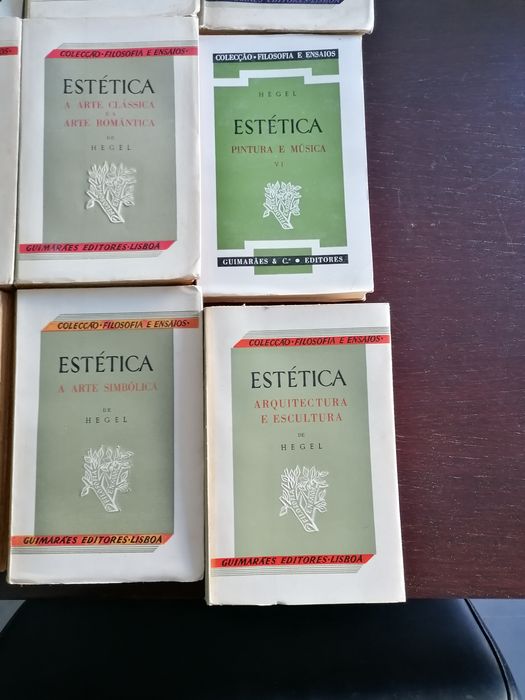 COLECÇÃO • FILOSOFIA E ENSAIOS •
ESTÉTICA
A ARTE CLÁSSICA
E A
ARTE ROMÂNTICA
DE
HEGEL
GUIMARÃES EDITORES • LISBOA
COLECÇÃO • FILOSOFIA E ENSAIOS
HEGEL
ESTÉTICA
PINTURA E MÚSICA
VI
GUIMARÃES & C.ª • EDITORES
COLECÇÃO • FILOSOFIA E ENSAIOS •
ESTÉTICA
A ARTE SIMBÓLICA
DE
HEGEL
GUIMARÃES EDITORES • LISBOA
COLECÇÃO • FILOSOFIA E ENSAIOS •
ESTÉTICA
ARQUITECTURA
E ESCULTURA
DE
HEGEL
GUIMARÃES EDITORES • LISBOA